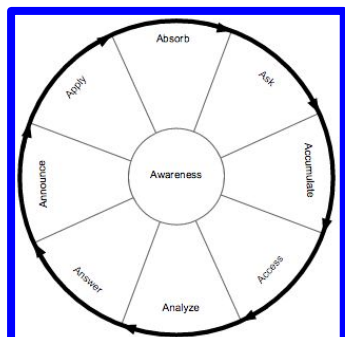 Absorb
Ask
Accumulate
Access
Analyze
Answer
Announce
Apply
Awareness